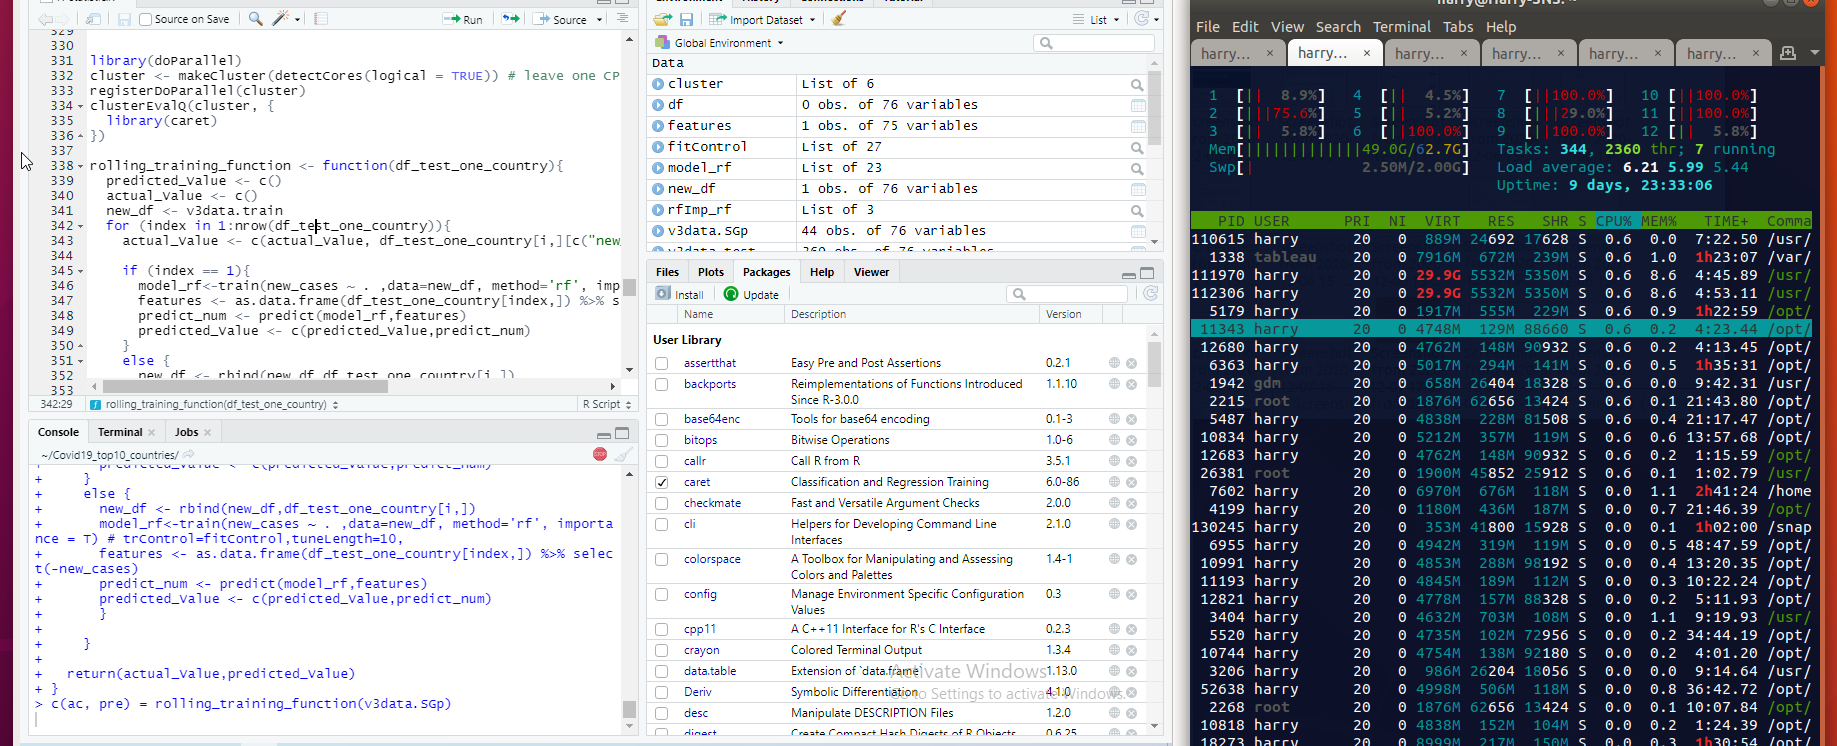 Source on Save
Run
Source
329
330
331 library(doParallel)
332 cluster <- makeCluster(detectCores(logical = TRUE)) # leave one CP
333 registerDoParallel(cluster)
334 clusterEvalQ(cluster, {
335 library(caret)
336 })
337
338 rolling_training_function <- function(df_test_one_country){
339 predicted_Value <- c()
340 actual_Value <- c()
341 new_df <- v3data.train
342 for (index in 1:nrow(df_test_one_country)){
343 actual_Value <- c(actual_Value, df_test_one_country[i,][c("new_
344
345 if (index == 1){
346 model_rf<-train(new_cases ~ . ,data=new_df, method='rf', imp
347 features <- as.data.frame(df_test_one_country[index,]) %>% s
348 predict_num <- predict(model_rf,features)
349 predicted_Value <- c(predicted_Value,predict_num)
350 }
351 else {
352 new_df <- rbind(new_df,df_test_one_country[i,])
353
342:29 rolling_training_function(df_test_one_country) R Script
Console Terminal Jobs
~/Covid19_top10_countries/
+ predicted_Value <- c(predicted_Value,predict_num)
+ }
+ else {
+ new_df <- rbind(new_df,df_test_one_country[i,])
+ model_rf<-train(new_cases ~ . ,data=new_df, method='rf', importa
nce = T) # trControl=fitControl,tuneLength=10,
+ features <- as.data.frame(df_test_one_country[index,]) %>% selec
t(-new_cases)
+ predict_num <- predict(model_rf,features)
+ predicted_Value <- c(predicted_Value,predict_num)
+ }
+
+ }
+
+ return(actual_Value,predicted_Value)
+ }
> c(ac, pre) = rolling_training_function(v3data.SGp)
Environment History Connections Tutorial
Import Dataset List
Global Environment
Data
cluster List of 6
df 0 obs. of 76 variables
features 1 obs. of 75 variables
fitControl List of 27
model_rf List of 23
new_df 1 obs. of 76 variables
rfImp_rf List of 3
v3data.SGp 44 obs. of 76 variables
v3data.test 360 obs. of 76 variables
Files Plots Packages Help Viewer
Install Update
Name Description Version
User Library
assertthat Easy Pre and Post Assertions 0.2.1
backports Reimplementations of Functions Introduced Since R-3.0.0 1.1.10
base64enc Tools for base64 encoding 0.1-3
bitops Bitwise Operations 1.0-6
callr Call R from R 3.5.1
caret Classification and Regression Training 6.0-86
checkmate Fast and Versatile Argument Checks 2.0.0
cli Helpers for Developing Command Line Interfaces 2.1.0
colorspace A Toolbox for Manipulating and Assessing Colors and Palettes 1.4-1
config Manage Environment Specific Configuration Values 0.3
cpp11 A C++11 Interface for R's C Interface 0.2.3
crayon Colored Terminal Output 1.3.4
data.table Extension of `data.frame` 1.13.0
Deriv Symbolic Differentiation 4.1.0
desc Manipulate DESCRIPTION Files 1.2.0
digest Create Compact Hash Digests of R Objects 0.6.25
Activate Windows
Go to Settings to activate Windows.
harry@Harry-SNS: ~
File Edit View Search Terminal Tabs Help
harry... × harry... × harry... × harry... × harry... × harry... ×
1 [|| 8.9%] 4 [|| 4.5%] 7 [||100.0%] 10 [||100.0%]
2 [|||75.6%] 5 [|| 5.2%] 8 [|||29.0%] 11 [||100.0%]
3 [|| 5.8%] 6 [||100.0%] 9 [||100.0%] 12 [|| 5.8%]
Mem[|||||||||||||49.0G/62.7G] Tasks: 344, 2360 thr; 7 running
Swp[| 2.50M/2.00G] Load average: 6.21 5.99 5.44
Uptime: 9 days, 23:33:06
PID USER PRI NI VIRT RES SHR S CPU% MEM% TIME+ Comma
110615 harry 20 0 889M 24692 17628 S 0.6 0.0 7:22.50 /usr/
1338 tableau 20 0 7916M 672M 239M S 0.6 1.0 1h23:07 /var/
111970 harry 20 0 29.9G 5532M 5350M S 0.6 8.6 4:45.89 /usr/
112306 harry 20 0 29.9G 5532M 5350M S 0.6 8.6 4:53.11 /usr/
5179 harry 20 0 1917M 555M 229M S 0.6 0.9 1h22:59 /opt/
11343 harry 20 0 4748M 129M 88660 S 0.6 0.2 4:23.44 /opt/
12680 harry 20 0 4762M 148M 90932 S 0.6 0.2 4:13.45 /opt/
6363 harry 20 0 5017M 294M 141M S 0.6 0.5 1h35:31 /opt/
1942 gdm 20 0 658M 26404 18328 S 0.6 0.0 9:42.31 /usr/
2215 root 20 0 1876M 62656 13424 S 0.6 0.1 21:43.80 /opt/
5487 harry 20 0 4838M 228M 81508 S 0.6 0.4 21:17.47 /opt/
10834 harry 20 0 5212M 357M 119M S 0.6 0.6 13:57.68 /opt/
12683 harry 20 0 4762M 148M 90932 S 0.6 0.2 1:15.59 /opt/
26381 root 20 0 1900M 45852 25912 S 0.6 0.1 1:02.79 /usr/
7602 harry 20 0 6970M 676M 118M S 0.6 1.1 2h41:24 /home
4199 harry 20 0 1180M 436M 187M S 0.6 0.7 21:46.39 /opt/
130245 harry 20 0 353M 41800 15928 S 0.6 0.1 1h02:00 /snap
6955 harry 20 0 4942M 319M 119M S 0.0 0.5 48:47.59 /opt/
10991 harry 20 0 4853M 288M 98192 S 0.0 0.4 13:20.35 /opt/
11193 harry 20 0 4845M 189M 112M S 0.0 0.3 10:22.24 /opt/
12821 harry 20 0 4778M 157M 88328 S 0.0 0.2 5:11.93 /opt/
3404 harry 20 0 4632M 703M 108M S 0.0 1.1 9:19.93 /usr/
5520 harry 20 0 4735M 102M 72956 S 0.0 0.2 34:44.19 /opt/
10744 harry 20 0 4754M 138M 92180 S 0.0 0.2 4:01.20 /opt/
3206 harry 20 0 986M 26204 18056 S 0.0 0.0 9:14.64 /usr/
52638 harry 20 0 4998M 506M 118M S 0.0 0.8 36:42.72 /opt/
2268 root 20 0 1876M 62656 13424 S 0.0 0.1 10:07.84 /opt/
10818 harry 20 0 4838M 152M 104M S 0.0 0.2 1:24.39 /opt/
18273 harry 20 0 8999M 217M 150M S 0.0 0.3 1h30:54 /opt/